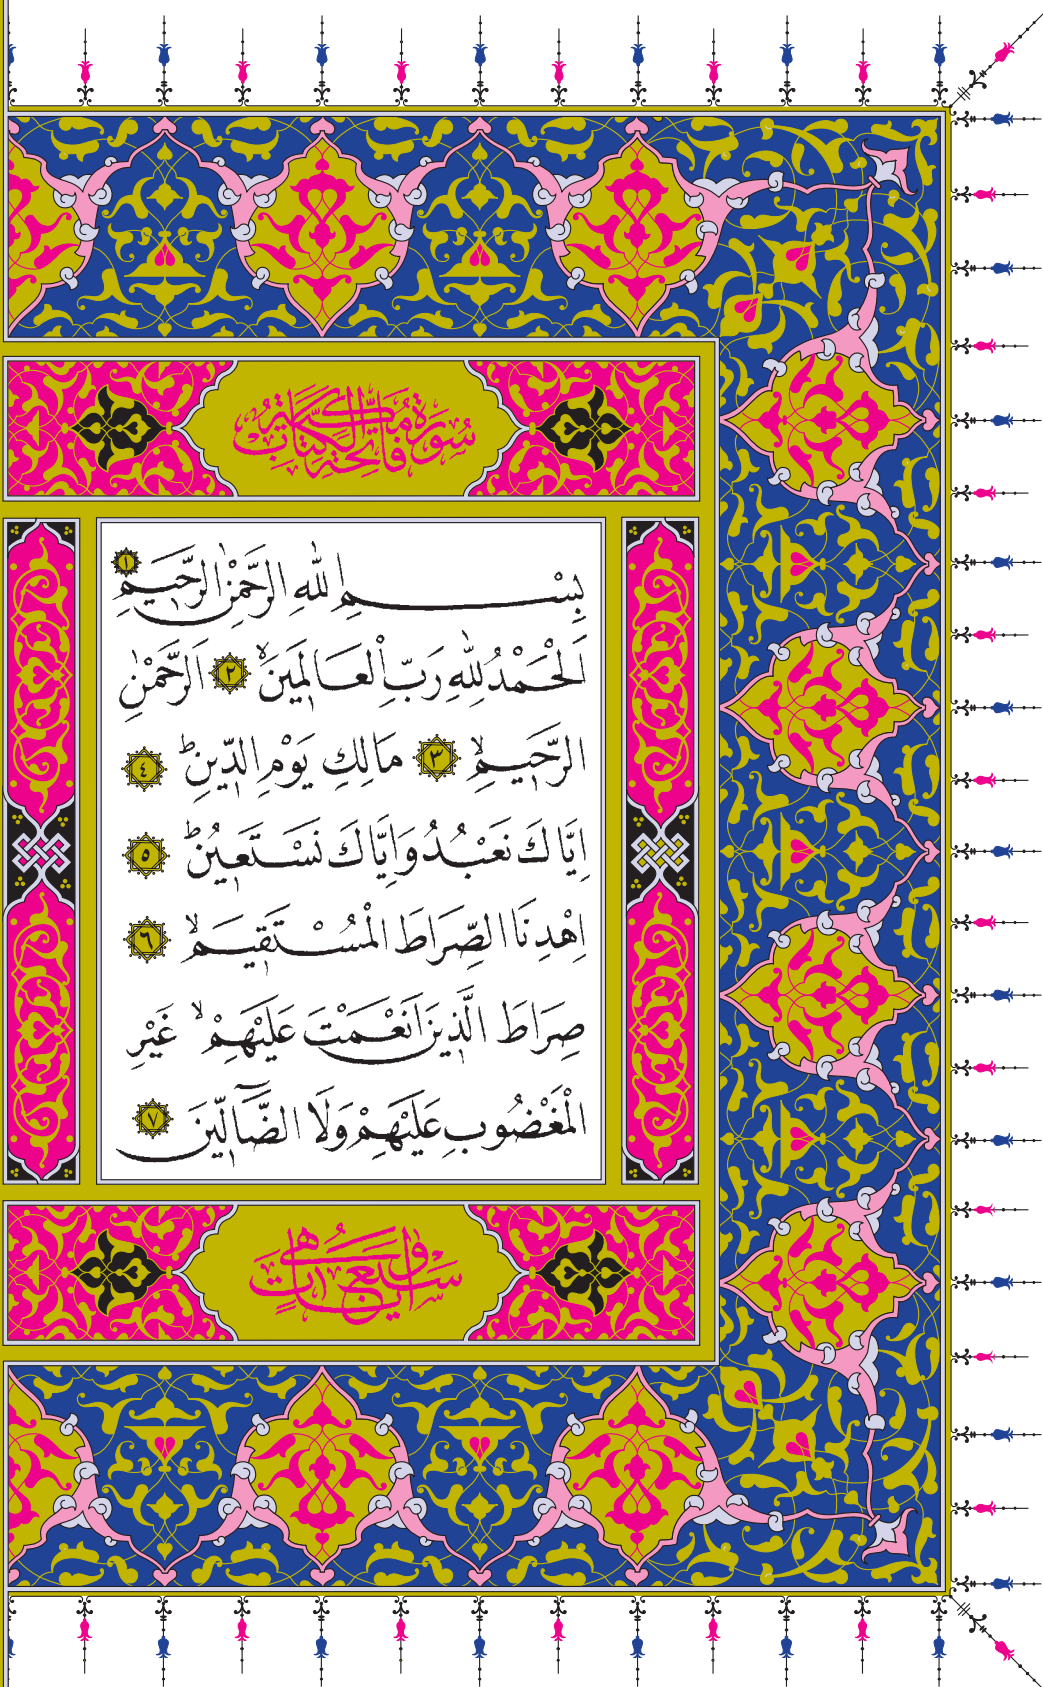 سُورَةُ فَاتِحَةِ الْكِتَابِ مَكِّيَّةٌ
بِسْمِ اللّٰهِ الرَّحْمٰنِ الرَّحِيمِ ١
اَلْحَمْدُ لِلّٰهِ رَبِّ الْعَالَمِينَۙ ٢ اَلرَّحْمٰنِ
الرَّحِيمِۙ ٣ مَالِكِ يَوْمِ الدِّينِۜ ٤
اِيَّاكَ نَعْبُدُ وَاِيَّاكَ نَسْتَعِينُۜ ٥
اِهْدِنَا الصِّرَاطَ الْمُسْتَقِيمَۙ ٦
صِرَاطَ الَّذِينَ اَنْعَمْتَ عَلَيْهِمْۙ غَيْرِ
الْمَغْضُوبِ عَلَيْهِمْ وَلَا الضَّٓالِّينَ ٧
وَهِيَ سَبْعُ اٰيَاتٍ